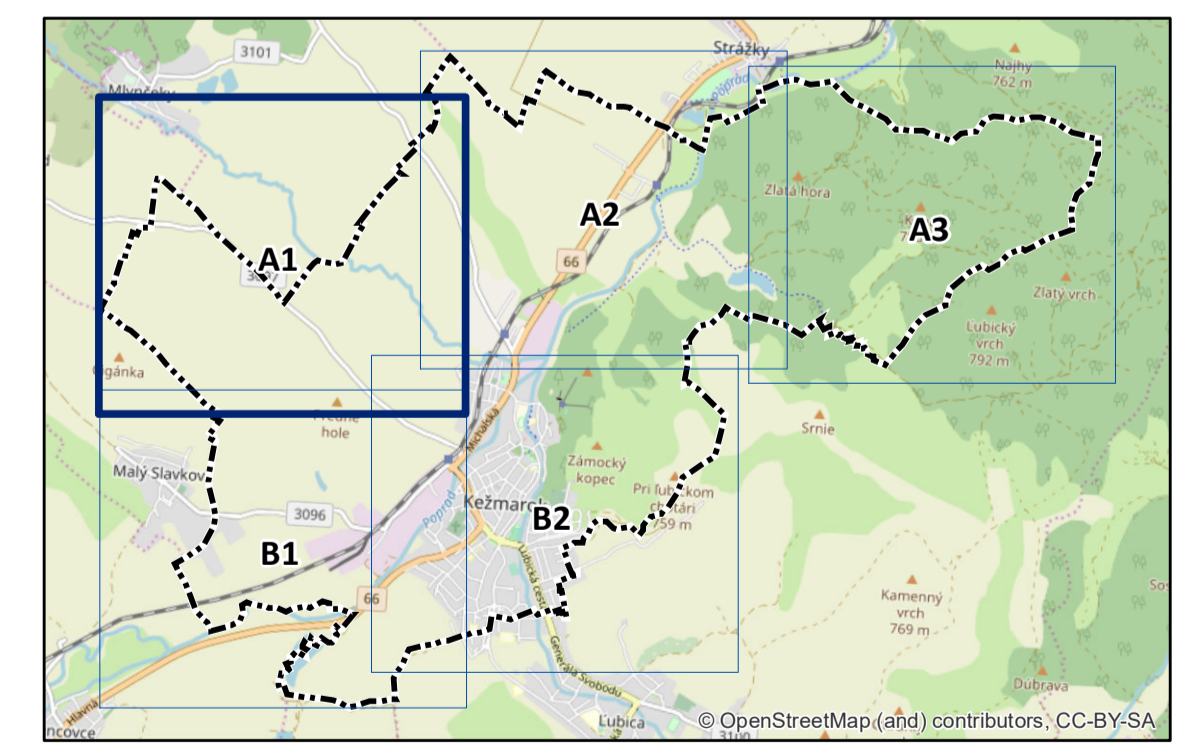 Strážky
3101
Najhy
762 m
Mlynčeky
Poprad
Zlatá hora
A2
A3
A1
66
Zlatý vrch
Ľubický
vrch
792 m
hole
Michalská
Srnie
Zámocký
kopec
Malý Slavkov
Pri ľubickom
chotári
759 m
Kežmarok
Poprad
3096
B2
B1
Ľubická cesta
66
Kamenný
vrch
769 m
Generála Svobodu
Dúbrava
Hlavná
Ľubica
© OpenStreetMap (and) contributors, CC-BY-SA